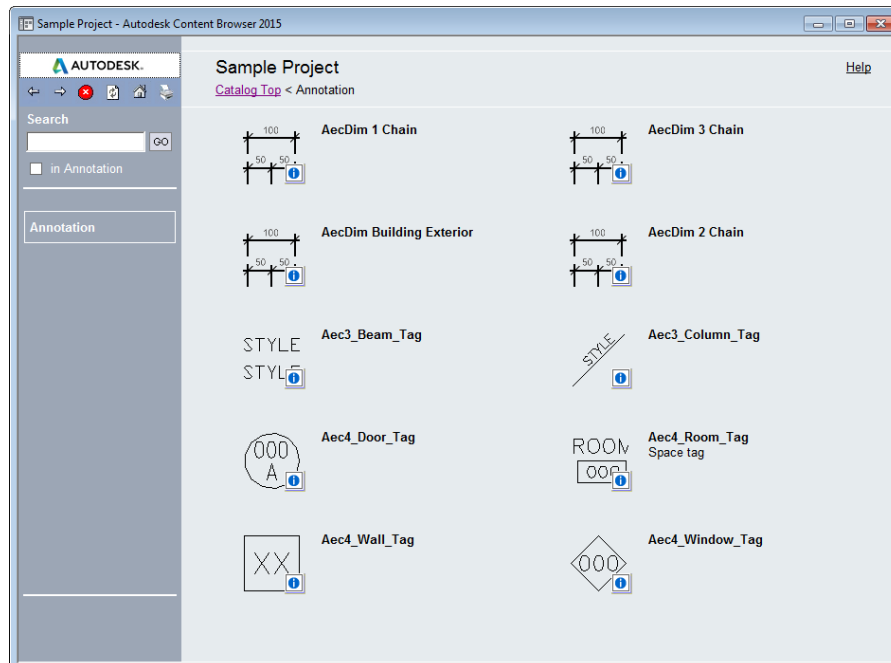 Sample Project - Autodesk Content Browser 2015
AUTODESK.
Search
GO
in Annotation
Annotation
Sample Project
Help
Catalog Top < Annotation
100
50 50
AecDim 1 Chain
100
50 50
AecDim 3 Chain
100
50 50
AecDim Building Exterior
100
50 50
AecDim 2 Chain
STYLE
STYLE
Aec3_Beam_Tag
STYLE
Aec3_Column_Tag
000
A
Aec4_Door_Tag
ROOM
000
Aec4_Room_Tag
Space tag
XX
Aec4_Wall_Tag
000
Aec4_Window_Tag